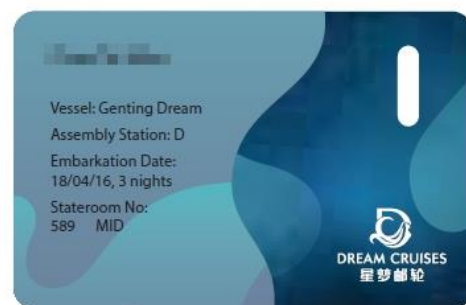 Vessel: Genting Dream
Assembly Station: D
Embarkation Date:
18/04/16, 3 nights
Stateroom No:
589 MID
DREAM CRUISES
星梦邮轮